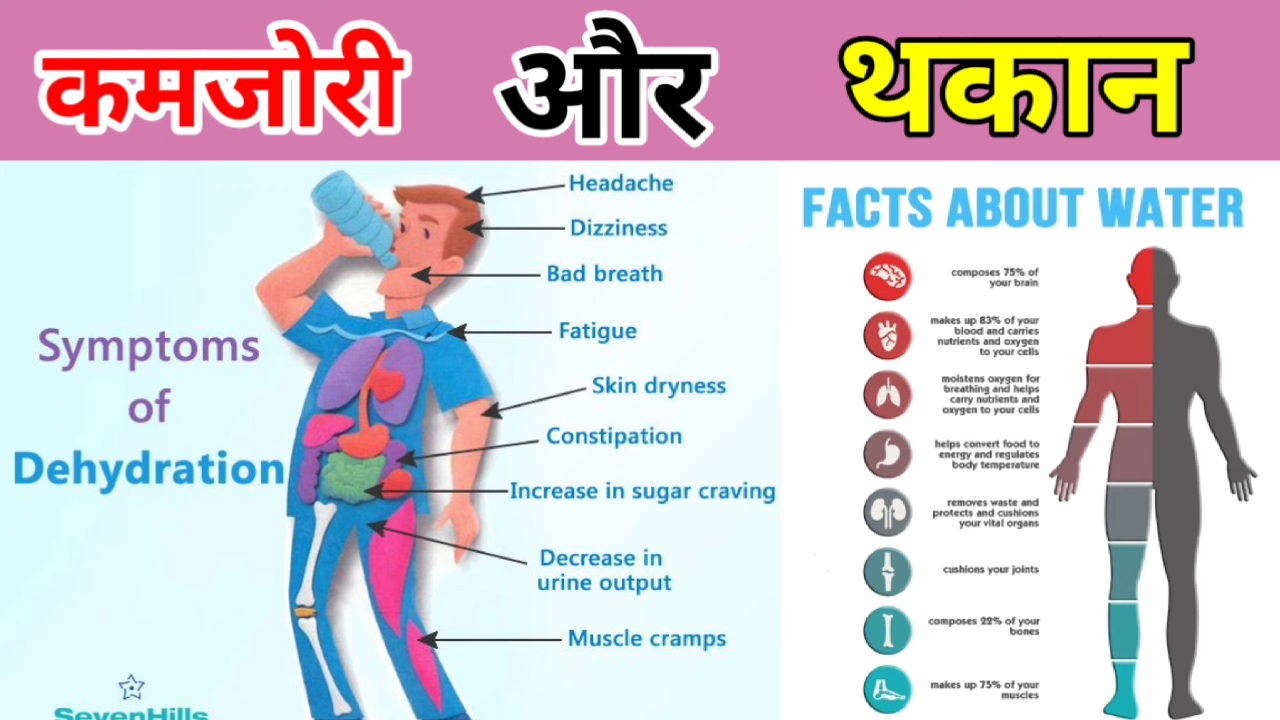 कमजोरी और थकान
Symptoms
of
Dehydration
Headache
Dizziness
Bad breath
Fatigue
Skin dryness
Constipation
Increase in sugar craving
Decrease in
urine output
Muscle cramps
SevenHills
FACTS ABOUT WATER
composes 75% of
your brain
makes up 83% of your
blood and carries
nutrients and oxygen
to your cells
moistens oxygen for
breathing and helps
carry nutrients and
oxygen to your cells
helps convert food to
energy and regulates
body temperature
removes waste and
protects and cushions
your vital organs
cushions your joints
composes 22% of your
bones
makes up 75% of your
muscles